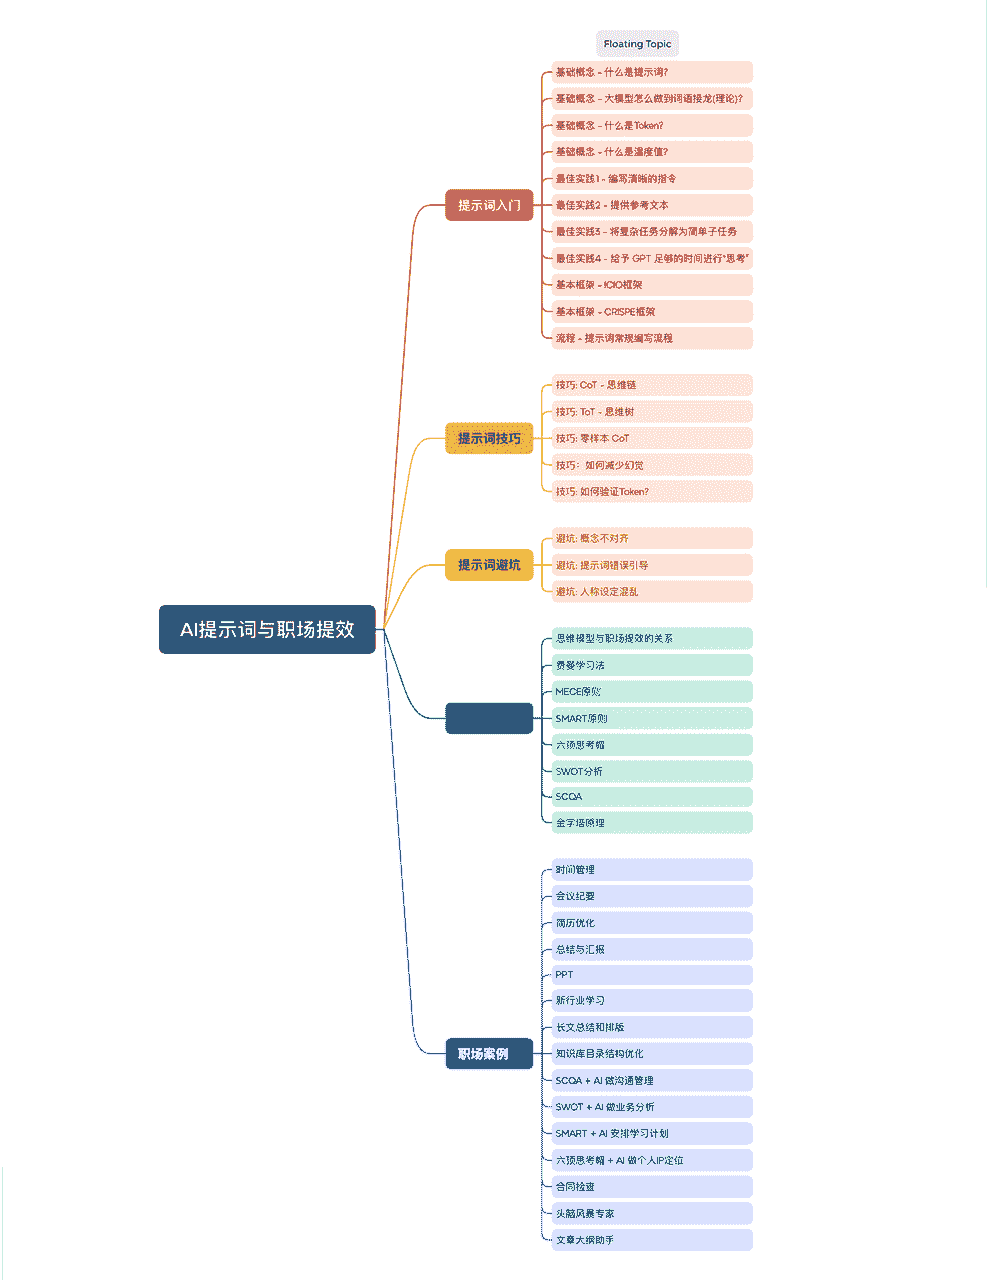 Floating Topic
基础概念 - 什么是提示词?
基础概念 - 大模型怎么做到词语接龙(理论)?
基础概念 - 什么是Token?
基础概念 - 什么是温度值?
最佳实践1 - 编写清晰的指令
提示词入门
最佳实践2 - 提供参考文本
最佳实践3 - 将复杂任务分解为简单子任务
最佳实践4 - 给予 GPT 足够的时间进行“思考”
基本框架 - ICIO框架
基本框架 - CRISPE框架
流程 - 提示词常规编写流程
技巧: CoT - 思维链
技巧: ToT - 思维树
提示词技巧
技巧: 零样本 CoT
技巧: 如何减少幻觉
技巧: 如何验证Token?
避坑: 概念不对齐
提示词避坑
避坑: 提示词错误引导
避坑: 人称设定混乱
AI提示词与职场提效
思维模型与职场提效的关系
费曼学习法
MECE原则
SMART原则
六顶思考帽
SWOT分析
SCQA
金字塔原理
时间管理
会议纪要
简历优化
总结与汇报
PPT
新行业学习
长文总结和排版
职场案例
知识库目录结构优化
SCQA + AI 做沟通管理
SWOT + AI 做业务分析
SMART + AI 安排学习计划
六顶思考帽 + AI 做个人IP定位
合同检查
头脑风暴专家
文章大纲助手